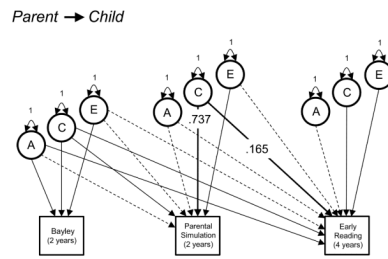 Parent → Child
1 1 1
A C E
1 1 1
A C E
1 1 1
A C E
.737
.165
Bayley
(2 years)
Parental
Simulation
(2 years)
Early
Reading
(4 years)